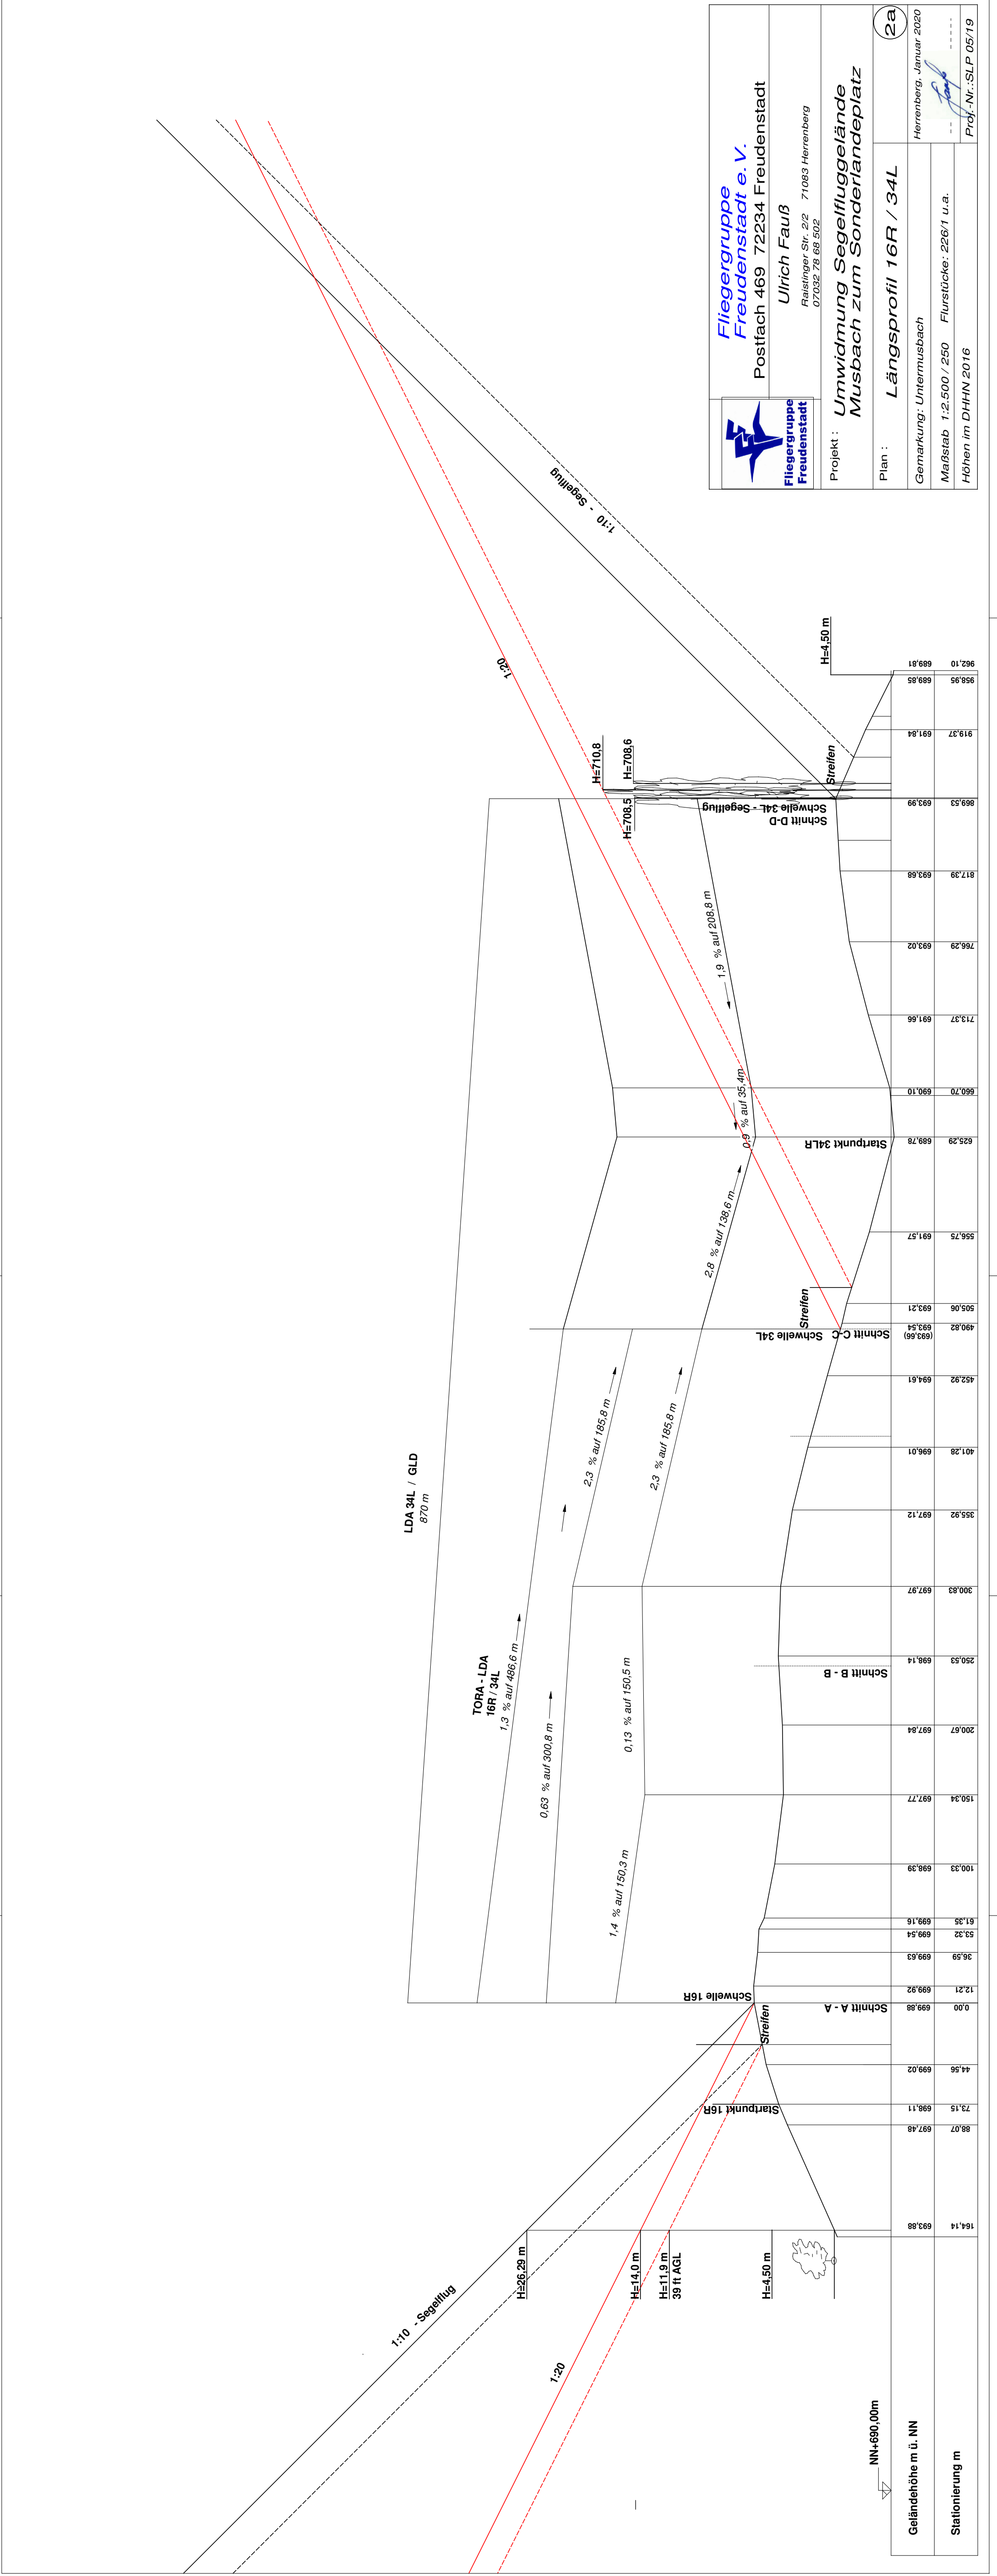 Fliegergruppe
Freudenstadt e.V.
Postfach 469 72234 Freudenstadt
Fliegergruppe
Freudenstadt
Ulrich Fauß
Raistinger Str. 2/2 71083 Herrenberg
07032 78 68 502
Projekt : Umwidmung Segelfluggelände
Musbach zum Sonderlandeplatz
Plan : Längsprofil 16R / 34L
2a
Gemarkung: Untermusbach
Herrenberg, Januar 2020
Maßstab 1:2.500 / 250 Flurstücke: 226/1 u.a.
Höhen im DHHN 2016
Proj.-Nr.:SLP 05/19
1:10 - Segelflug
1:20
H=26,29 m
H=14,0 m
H=11,9 m
39 ft AGL
H=4,50 m
NN+690,00m
Startpunkt 16R
Streifen
Schwelle 16R
Schnitt A - A
LDA 34L / GLD
870 m
TORA - LDA
16R / 34L
1,3 % auf 486,6 m
0,63 % auf 300,8 m
2,3 % auf 185,8 m
1,4 % auf 150,3 m
0,13 % auf 150,5 m
2,3 % auf 185,8 m
2,8 % auf 138,6 m
0,9 % auf 35,4m
1,9 % auf 208,8 m
Schnitt B - B
Schnitt C-C
Schwelle 34L
Streifen
Startpunkt 34LR
Schnitt D-D
Schwelle 34L - Segelflug
H=708,5
H=710,8
H=708,6
Streifen
H=4,50 m
1:20
1:10 - Segelflug
Geländehöhe m ü. NN
693,88
697,48
698,11
699,02
699,88
699,92
699,63
699,54
699,16
698,39
697,77
697,84
698,14
697,97
697,12
696,01
694,61
693,54
(693,66)
693,21
691,57
689,78
690,10
691,66
693,02
693,68
693,99
691,84
689,85
689,81
Stationierung m
164,14
88,07
73,15
44,56
0,00
12,21
36,59
53,32
61,35
100,33
150,34
200,67
250,53
300,83
355,92
401,28
452,92
490,82
505,06
556,75
625,29
660,70
713,37
766,29
817,39
869,53
919,37
958,95
962,10